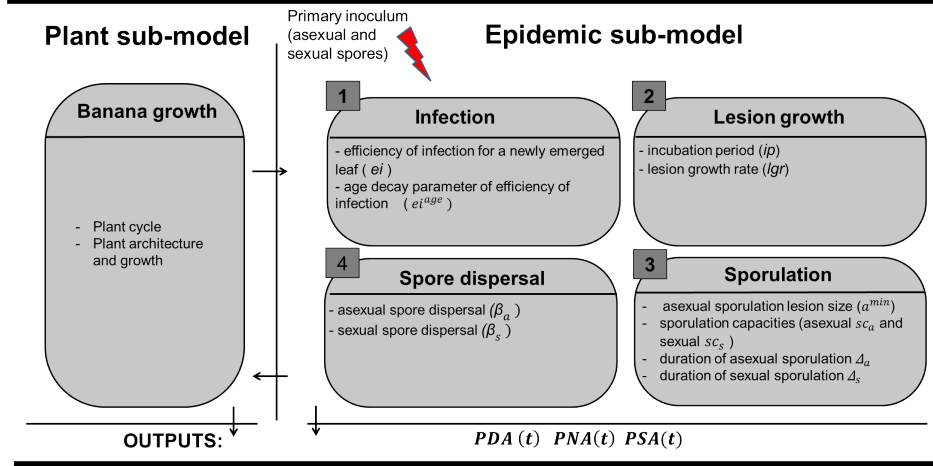 Plant sub-model
Primary inoculum
(asexual and
sexual spores)
Epidemic sub-model
Banana growth
- Plant cycle
- Plant architecture
and growth
1
Infection
- efficiency of infection for a newly emerged
leaf ( ei )
- age decay parameter of efficiency of
infection ( ei^age )
2
Lesion growth
- incubation period (ip)
- lesion growth rate (lgr)
4
Spore dispersal
- asexual spore dispersal (β_a )
- sexual spore dispersal (β_s )
3
Sporulation
- asexual sporulation lesion size (a^min)
- sporulation capacities (asexual sc_a and
sexual sc_s )
- duration of asexual sporulation Δ_a
- duration of sexual sporulation Δ_s
OUTPUTS:
PDA (t) PNA(t) PSA(t)